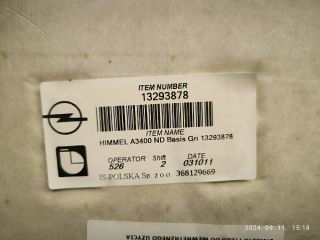 ITEM NUMBER
13293878
ITEM NAME
HIMMEL A3400 ND Basis Gri 13293878
OPERATOR Shift DATE
526 2 031011
IS-POLSKA Sp. z o.o 368129669
2024.09.11. 15:18